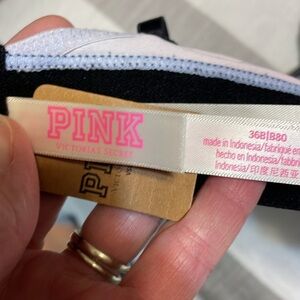 PINK
VICTORIA'S SECRET
36B|B80
made in Indonesia/fabriqué en
hecho en Indonesia/fabbri
Indonesia/印度尼西亚
PINK